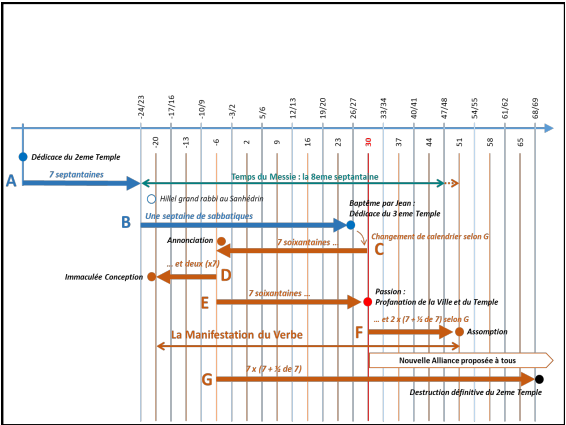 -24/23
-17/16
-10/9
-3/2
5/6
12/13
19/20
26/27
33/34
40/41
47/48
54/55
61/62
68/69
-20
-13
-6
2
9
16
23
30
37
44
51
58
65
Dédicace du 2eme Temple
A
7 septantaines
Temps du Messie : la 8eme septantane
Hillel grand rabbi au Sanhédrin
Baptême par Jean :
Dédicace du 3 eme Temple
B
Une septaine de sabbatiques
Changement de calendrier selon G
Annonciation
7 soixantaines ..
C
... et deux (x7)
Immaculée Conception
D
E
7 soixantaines ...
Passion :
Profanation de la Ville et du Temple
... et 2 x (7 + ½ de 7) selon G
F
Assomption
La Manifestation du Verbe
Nouvelle Alliance proposée à tous
7 x (7 + ½ de 7)
G
Destruction définitive du 2eme Temple